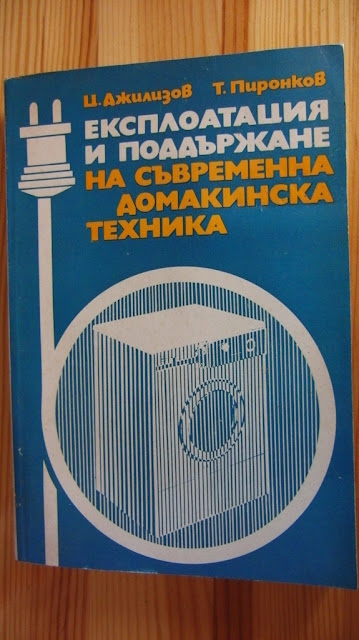 Ц. Джилизов Т. Пиронков
ЕКСПЛОАТАЦИЯ
И ПОДДЪРЖАНЕ
НА СЪВРЕМЕННА
ДОМАКИНСКА
ТЕХНИКА